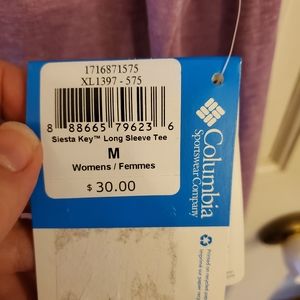 1716871575
XL1397 - 575
8 88665 79623 6
Siesta Key™ Long Sleeve Tee
M
Womens / Femmes
$ 30.00
Columbia
Sportswear Company